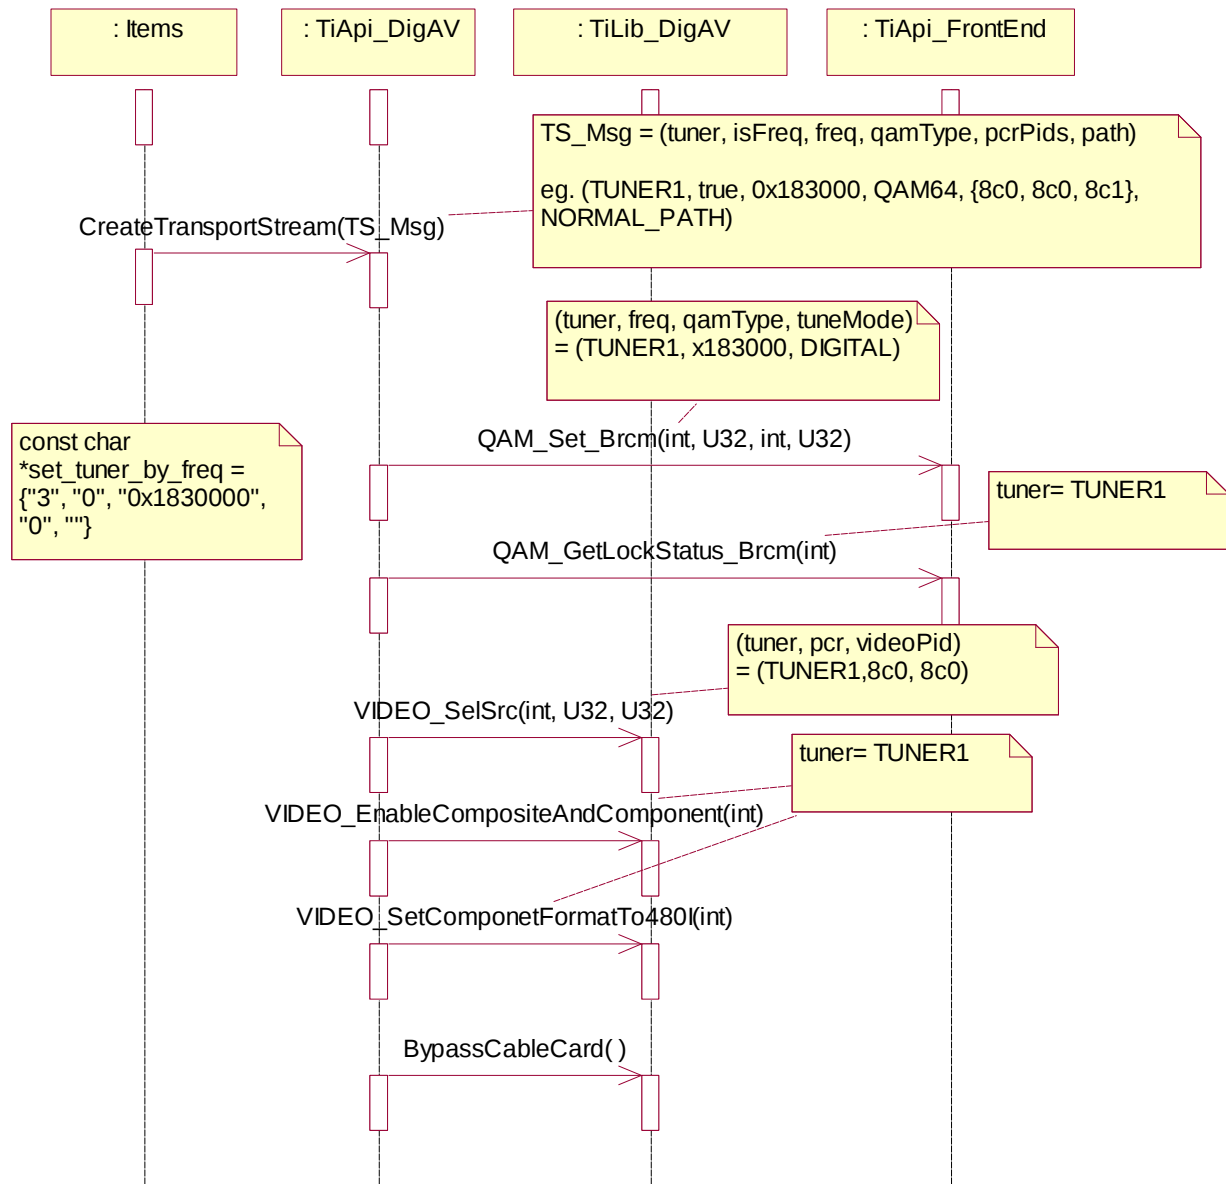 : Items
: TiApi_DigAV
: TiLib_DigAV
: TiApi_FrontEnd
TS_Msg = (tuner, isFreq, freq, qamType, pcrPids, path)
eg. (TUNER1, true, 0x183000, QAM64, {8c0, 8c0, 8c1},
NORMAL_PATH)
CreateTransportStream(TS_Msg)
(tuner, freq, qamType, tuneMode)
= (TUNER1, x183000, DIGITAL)
const char
*set_tuner_by_freq =
{"3", "0", "0x1830000",
"0", ""}
QAM_Set_Brcm(int, U32, int, U32)
tuner= TUNER1
QAM_GetLockStatus_Brcm(int)
(tuner, pcr, videoPid)
= (TUNER1,8c0, 8c0)
VIDEO_SelSrc(int, U32, U32)
tuner= TUNER1
VIDEO_EnableCompositeAndComponent(int)
VIDEO_SetComponetFormatTo480I(int)
BypassCableCard( )